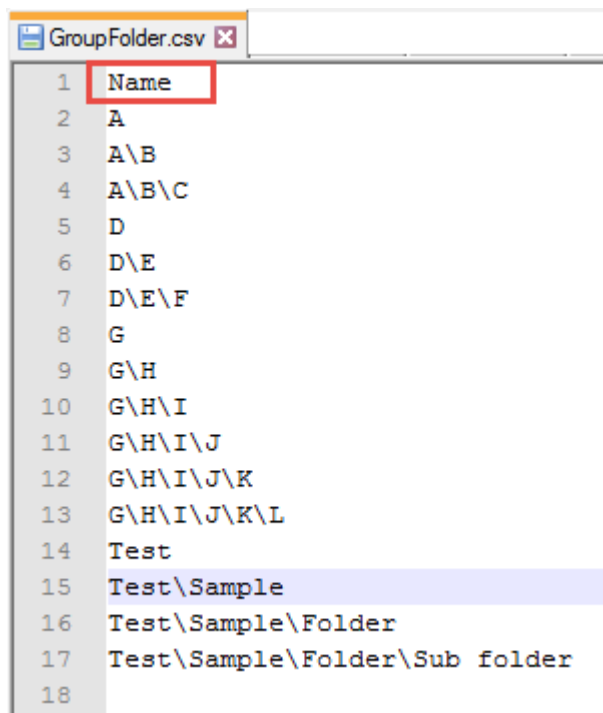 GroupFolder.csv
1 Name
2 A
3 A\B
4 A\B\C
5 D
6 D\E
7 D\E\F
8 G
9 G\H
10 G\H\I
11 G\H\I\J
12 G\H\I\J\K
13 G\H\I\J\K\L
14 Test
15 Test\Sample
16 Test\Sample\Folder
17 Test\Sample\Folder\Sub folder
18